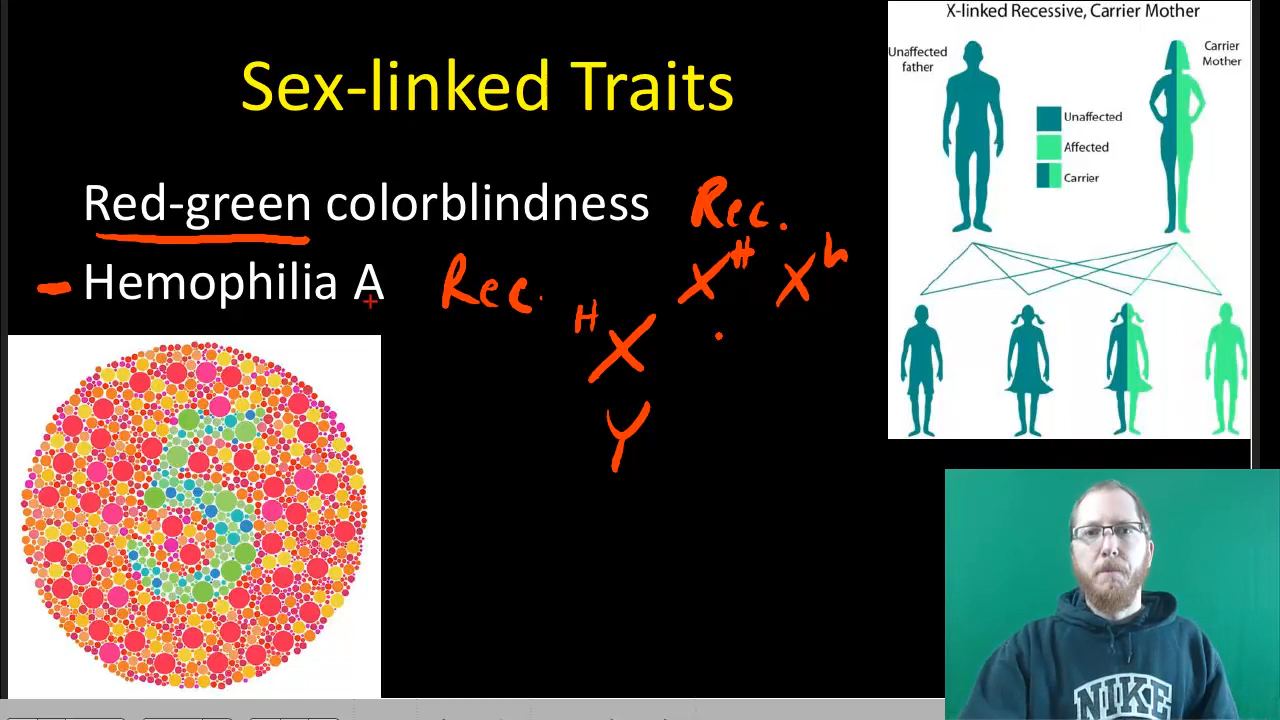 Sex-linked Traits
Red-green colorblindness Rec.
Hemophilia A Rec.
X^H X^h
^H X
Y
5
X-linked Recessive, Carrier Mother
Unaffected
father
Carrier
Mother
Unaffected
Affected
Carrier
NIKE